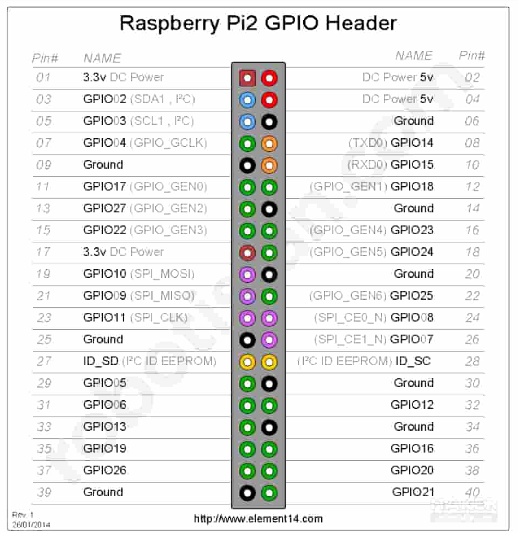 Raspberry Pi2 GPIO Header
Pin# NAME NAME Pin#
01 3.3v DC Power DC Power 5v 02
03 GPIO02 (SDA1 , I²C) DC Power 5v 04
05 GPIO03 (SCL1 , I²C) Ground 06
07 GPIO04 (GPIO_GCLK) (TXD0) GPIO14 08
09 Ground (RXD0) GPIO15 10
11 GPIO17 (GPIO_GEN0) (GPIO_GEN1) GPIO18 12
13 GPIO27 (GPIO_GEN2) Ground 14
15 GPIO22 (GPIO_GEN3) (GPIO_GEN4) GPIO23 16
17 3.3v DC Power (GPIO_GEN5) GPIO24 18
19 GPIO10 (SPI_MOSI) Ground 20
21 GPIO09 (SPI_MISO) (GPIO_GEN6) GPIO25 22
23 GPIO11 (SPI_CLK) (SPI_CE0_N) GPIO08 24
25 Ground (SPI_CE1_N) GPIO07 26
27 ID_SD (I²C ID EEPROM) (I²C ID EEPROM) ID_SC 28
29 GPIO05 Ground 30
31 GPIO06 GPIO12 32
33 GPIO13 Ground 34
35 GPIO19 GPIO16 36
37 GPIO26 GPIO20 38
39 Ground GPIO21 40
Rev. 1
26/01/2014
http://www.element14.com